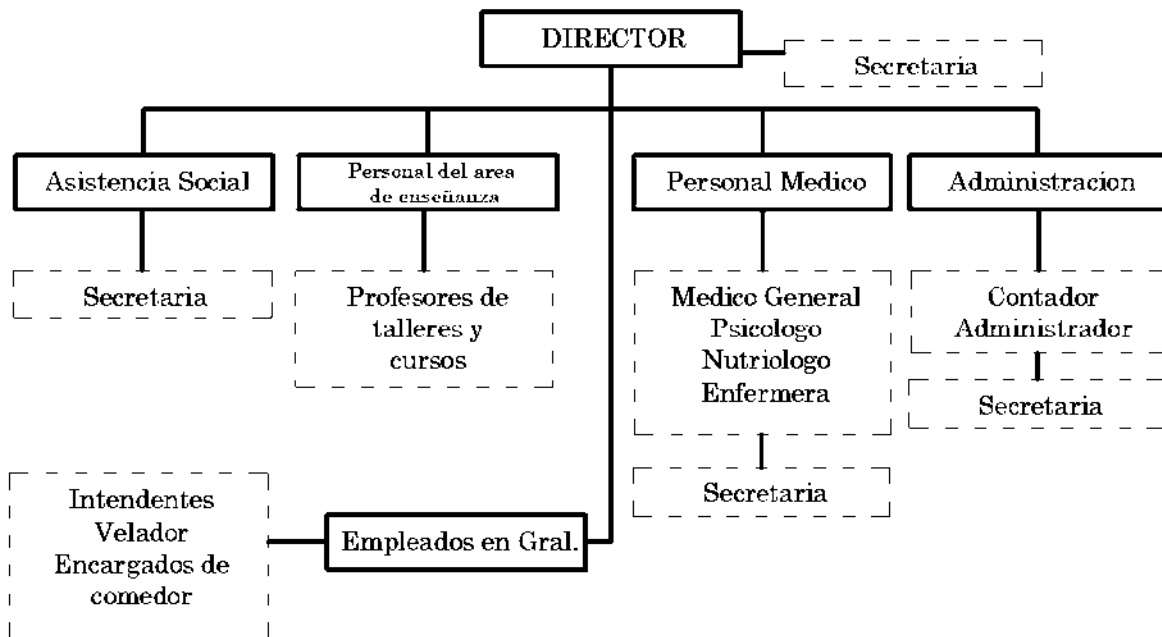 DIRECTOR
Secretaria
Asistencia Social
Personal del area
de enseñanza
Personal Medico
Administracion
Secretaria
Profesores de
talleres y
cursos
Medico General
Psicologo
Nutriologo
Enfermera
Contador
Administrador
Secretaria
Secretaria
Intendentes
Velador
Encargados de
comedor
Empleados en Gral.